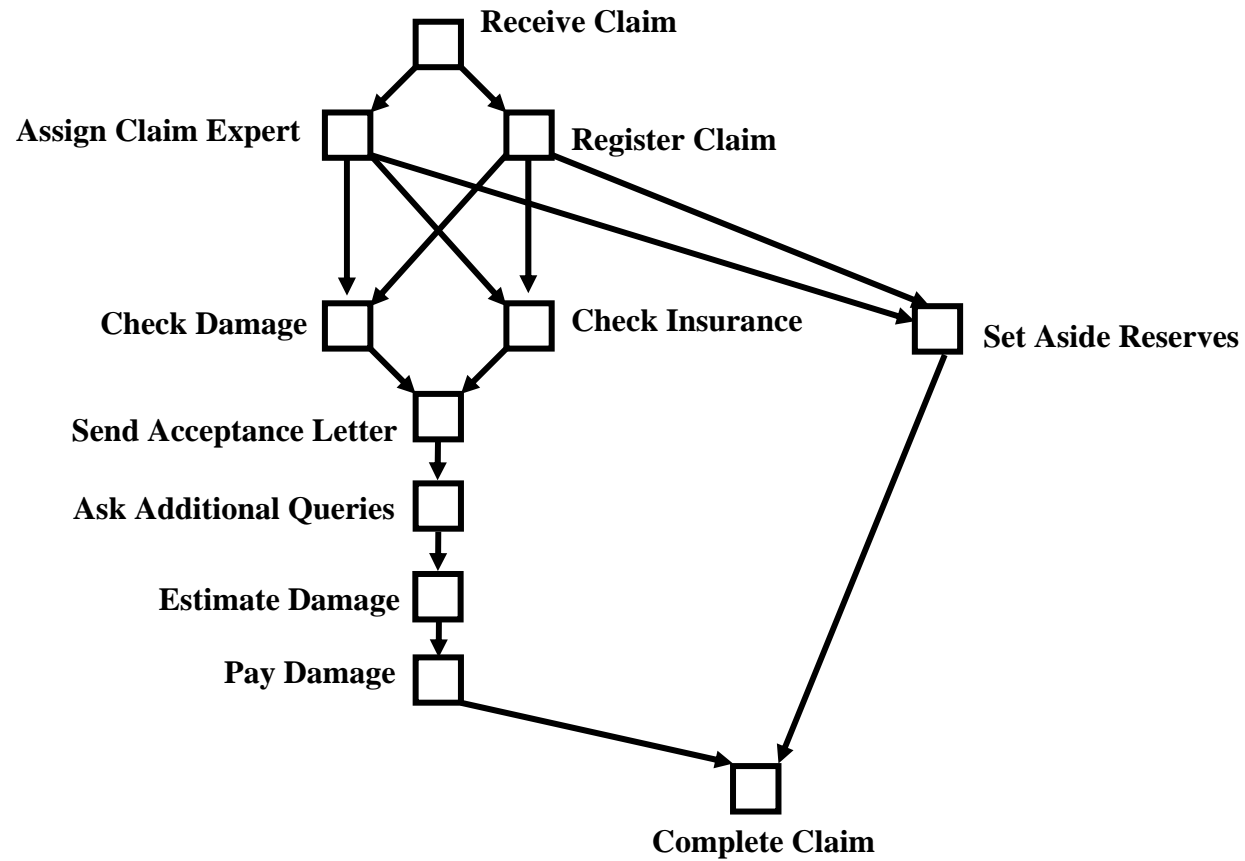 Receive Claim
Assign Claim Expert
Register Claim
Check Damage
Check Insurance
Set Aside Reserves
Send Acceptance Letter
Ask Additional Queries
Estimate Damage
Pay Damage
Complete Claim